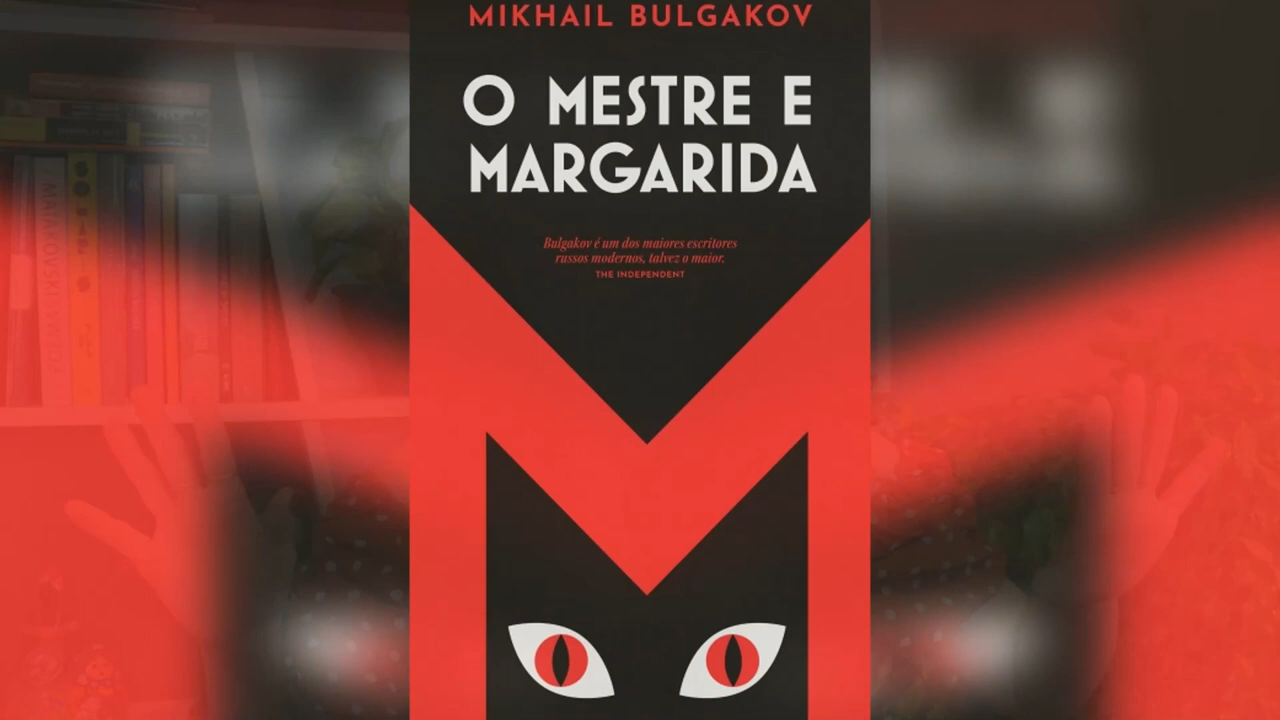 MIKHAIL BULGAKOV
O MESTRE E
MARGARIDA
Bulgakov é um dos maiores escritores
russos modernos, talvez o maior.
THE INDEPENDENT